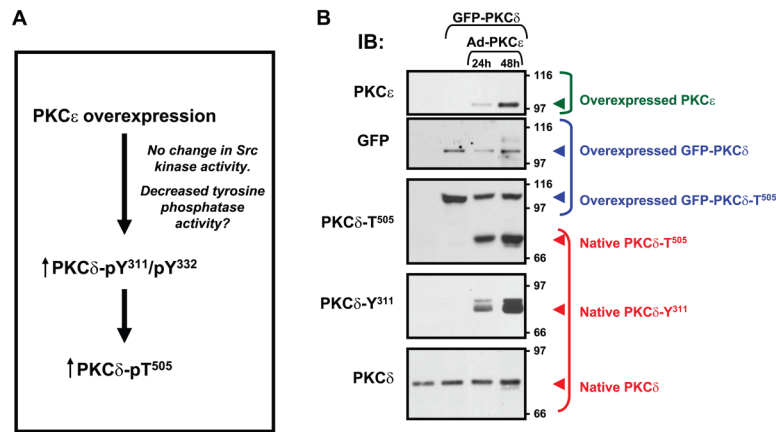 A
PKCε overexpression
No change in Src
kinase activity.
Decreased tyrosine
phosphatase
activity?
↑PKCδ-pY³¹¹/pY³³²
↑PKCδ-pT⁵⁰⁵
B
GFP-PKCδ
IB:
Ad-PKCε
24h 48h
116
PKCε
97
Overexpressed PKCε
116
GFP
97
Overexpressed GFP-PKCδ
116
97
Overexpressed GFP-PKCδ-T⁵⁰⁵
PKCδ-T⁵⁰⁵
66
Native PKCδ-T⁵⁰⁵
97
PKCδ-Y³¹¹
66
Native PKCδ-Y³¹¹
97
PKCδ
66
Native PKCδ